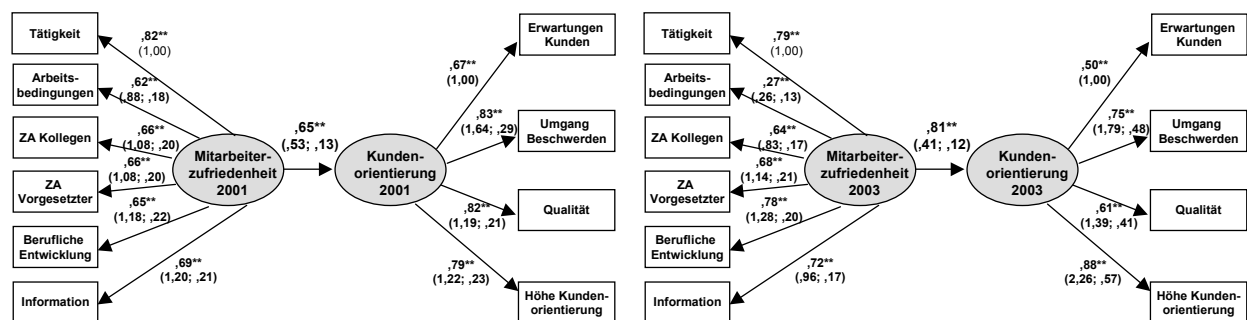 Tätigkeit
Arbeits-
bedingungen
ZA Kollegen
ZA
Vorgesetzter
Berufliche
Entwicklung
Information
,82**
(1,00)
,62**
(,88; ,18)
,66**
(1,08; ,20)
,66**
(1,08; ,20)
,65**
(1,18; ,22)
,69**
(1,20; ,21)
Mitarbeiter-
zufriedenheit
2001
,65**
(,53; ,13)
Kunden-
orientierung
2001
,67**
(1,00)
,83**
(1,64; ,29)
,82**
(1,19; ,21)
,79**
(1,22; ,23)
Erwartungen
Kunden
Umgang
Beschwerden
Qualität
Höhe Kunden-
orientierung
Tätigkeit
Arbeits-
bedingungen
ZA Kollegen
ZA
Vorgesetzter
Berufliche
Entwicklung
Information
,79**
(1,00)
,27**
(,26; ,13)
,64**
(,83; ,17)
,68**
(1,14; ,21)
,78**
(1,28; ,20)
,72**
(,96; ,17)
Mitarbeiter-
zufriedenheit
2003
,81**
(,41; ,12)
Kunden-
orientierung
2003
,50**
(1,00)
,75**
(1,79; ,48)
,61**
(1,39; ,41)
,88**
(2,26; ,57)
Erwartungen
Kunden
Umgang
Beschwerden
Qualität
Höhe Kunden-
orientierung